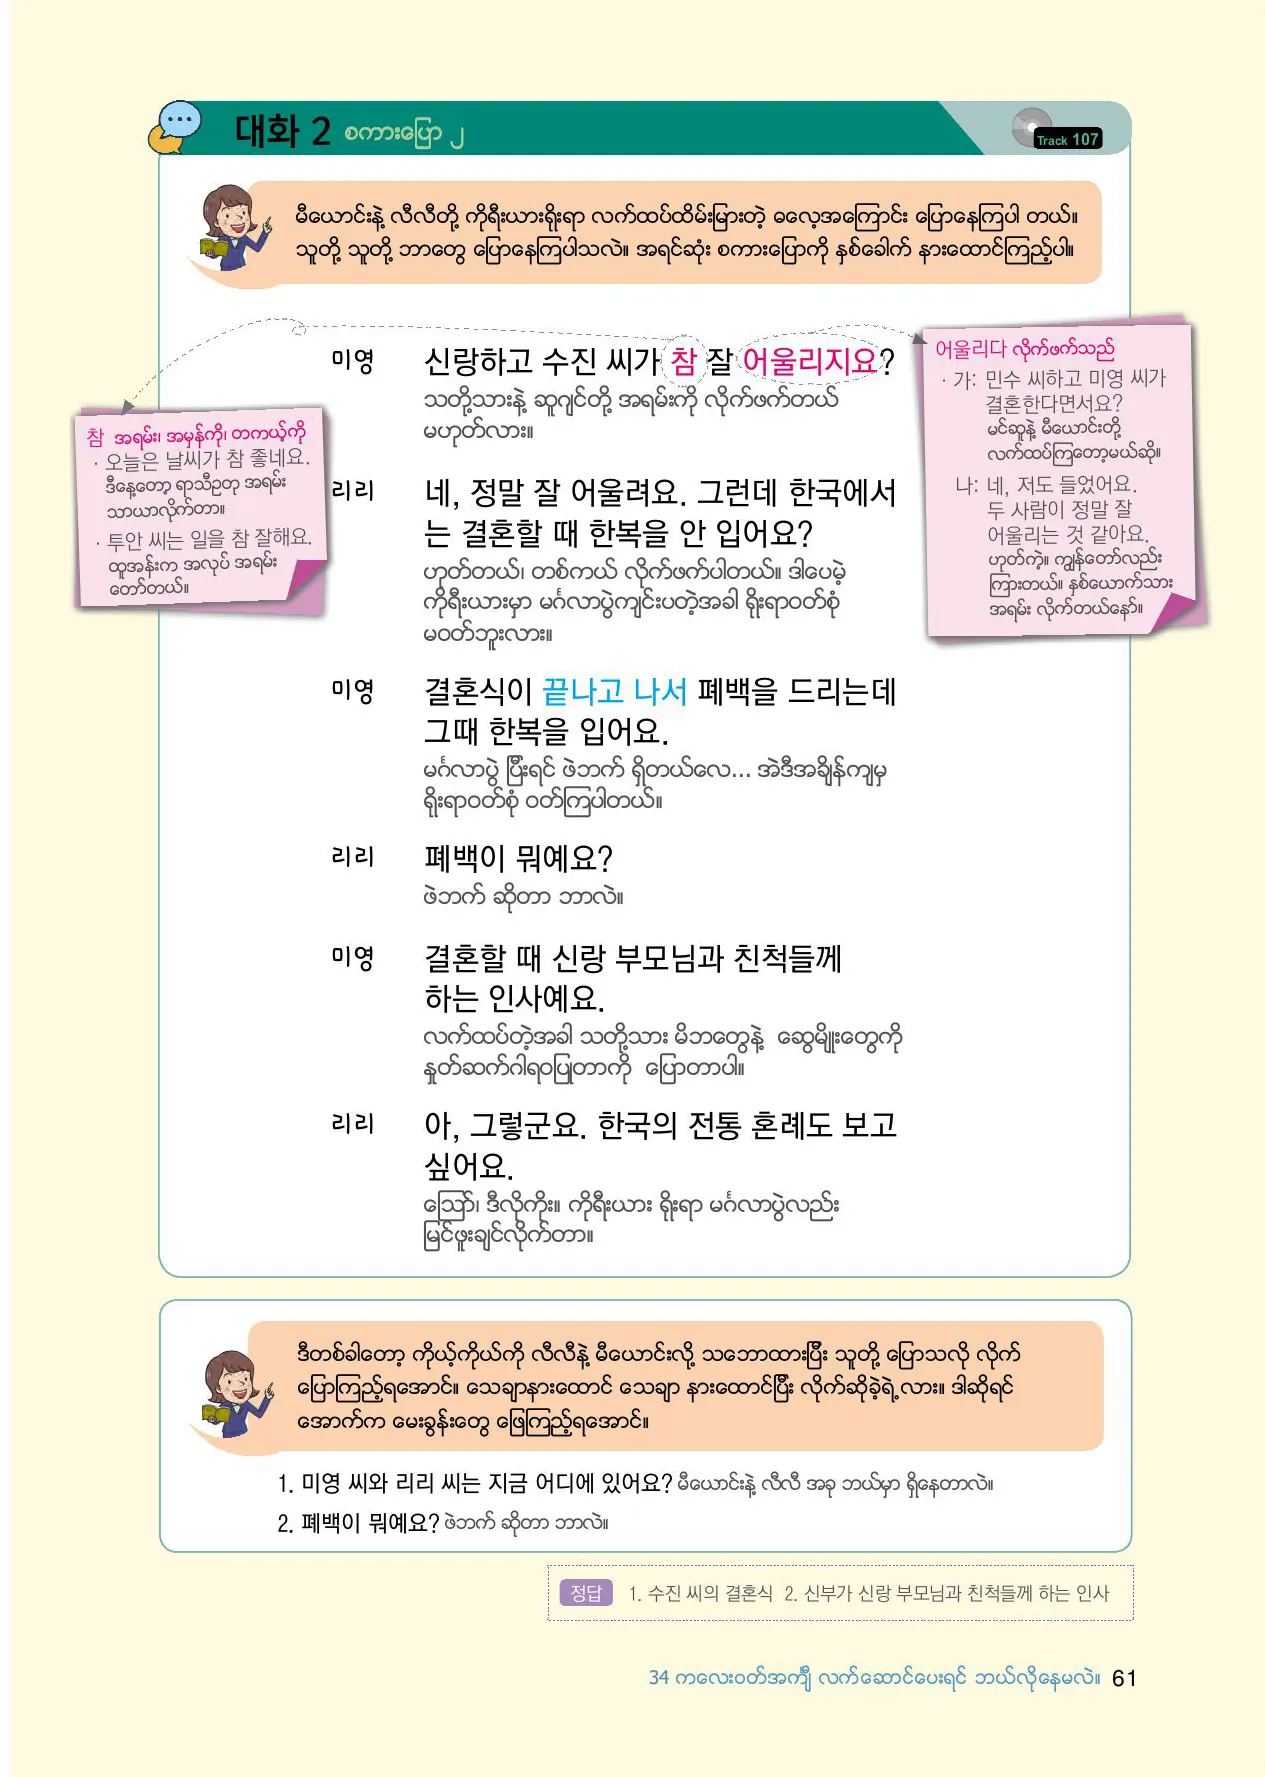 대화 2 စကားပြော ၂
Track 107
မီယောင်းနဲ့ လီလီတို့ ကိုရီးယားရိုးရာ လက်ထပ်ထိမ်းမြားတဲ့ ဓလေ့အကြောင်း ပြောနေကြပါ တယ်။
သူတို့ သူတို့ ဘာတွေ ပြောနေကြပါသလဲ။ အရင်ဆုံး စကားပြောကို နှစ်ခေါက် နားထောင်ကြည့်ပါ။
미영 신랑하고 수진 씨가 참 잘 어울리지요?
သတို့သားနဲ့ ဆူဂျင်တို့ အရမ်းကို လိုက်ဖက်တယ်
မဟုတ်လား။
리리 네, 정말 잘 어울려요. 그런데 한국에서
는 결혼할 때 한복을 안 입어요?
ဟုတ်တယ်၊ တစ်ကယ် လိုက်ဖက်ပါတယ်။ ဒါပေမဲ့
ကိုရီးယားမှာ မင်္ဂလာပွဲကျင်းပတဲ့အခါ ရိုးရာဝတ်စုံ
မဝတ်ဘူးလား။
미영 결혼식이 끝나고 나서 폐백을 드리는데
그때 한복을 입어요.
မင်္ဂလာပွဲ ပြီးရင် ဖဲဘက် ရှိတယ်လေ... အဲဒီအချိန်ကျမှ
ရိုးရာဝတ်စုံ ဝတ်ကြပါတယ်။
리리 폐백이 뭐예요?
ဖဲဘက် ဆိုတာ ဘာလဲ။
미영 결혼할 때 신랑 부모님과 친척들께
하는 인사예요.
လက်ထပ်တဲ့အခါ သတို့သား မိဘတွေနဲ့ ဆွေမျိုးတွေကို
နှုတ်ဆက်ဂါရဝပြုတာကို ပြောတာပါ။
리리 아, 그렇군요. 한국의 전통 혼례도 보고
싶어요.
ဪ၊ ဒီလိုကိုး။ ကိုရီးယား ရိုးရာ မင်္ဂလာပွဲလည်း
မြင်ဖူးချင်လိုက်တာ။
참 အရမ်း၊ အမှန်ကို၊ တကယ့်ကို
· 오늘은 날씨가 참 좋네요.
ဒီနေ့တော့ ရာသီဥတု အရမ်း
သာယာလိုက်တာ။
· 투안 씨는 일을 참 잘해요.
ထူအန်းက အလုပ် အရမ်း
တော်တယ်။
어울리다 လိုက်ဖက်သည်
· 가: 민수 씨하고 미영 씨가
결혼한다면서요?
မင်ဆူနဲ့ မီယောင်းတို့
လက်ထပ်ကြတော့မယ်ဆို။
나: 네, 저도 들었어요.
두 사람이 정말 잘
어울리는 것 같아요.
ဟုတ်ကဲ့။ ကျွန်တော်လည်း
ကြားတယ်။ နှစ်ယောက်သား
အရမ်း လိုက်တယ်နော်။
ဒီတစ်ခါတော့ ကိုယ့်ကိုယ်ကို လီလီနဲ့ မီယောင်းလို့ သဘောထားပြီး သူတို့ ပြောသလို လိုက်
ပြောကြည့်ရအောင်။ သေချာနားထောင် သေချာ နားထောင်ပြီး လိုက်ဆိုခဲ့ရဲ့လား။ ဒါဆိုရင်
အောက်က မေးခွန်းတွေ ဖြေကြည့်ရအောင်။
1. 미영 씨와 리리 씨는 지금 어디에 있어요? မီယောင်းနဲ့ လီလီ အခု ဘယ်မှာ ရှိနေတာလဲ။
2. 폐백이 뭐예요? ဖဲဘက် ဆိုတာ ဘာလဲ။
정답 1. 수진 씨의 결혼식 2. 신부가 신랑 부모님과 친척들께 하는 인사
34 ကလေးဝတ်အင်္ကျီ လက်ဆောင်ပေးရင် ဘယ်လိုနေမလဲ။ 61